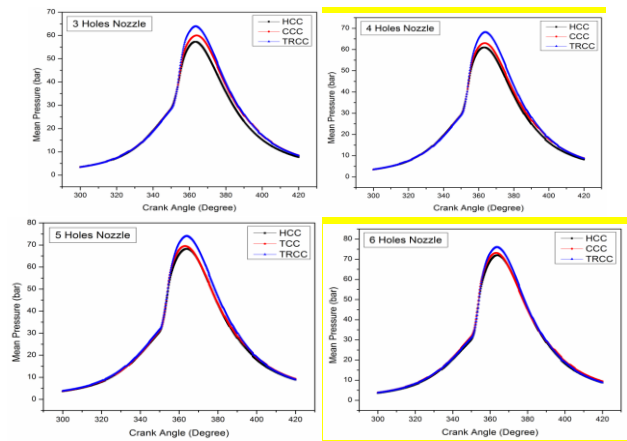 3 Holes Nozzle
HCC
CCC
TRCC
70
60
50
40
30
20
10
0
Mean Pressure (bar)
300 320 340 360 380 400 420
Crank Angle (Degree)
4 Holes Nozzle
HCC
CCC
TRCC
80
70
60
50
40
30
20
10
0
Mean Pressure (bar)
300 320 340 360 380 400 420
Crank Angle (Degree)
5 Holes Nozzle
HCC
TCC
TRCC
80
70
60
50
40
30
20
10
0
Mean Pressure (bar)
300 320 340 360 380 400 420
Crank Angle (Degree)
6 Holes Nozzle
HCC
CCC
TRCC
80
70
60
50
40
30
20
10
0
Mean Pressure (bar)
300 320 340 360 380 400 420
Crank Angle (Degree)